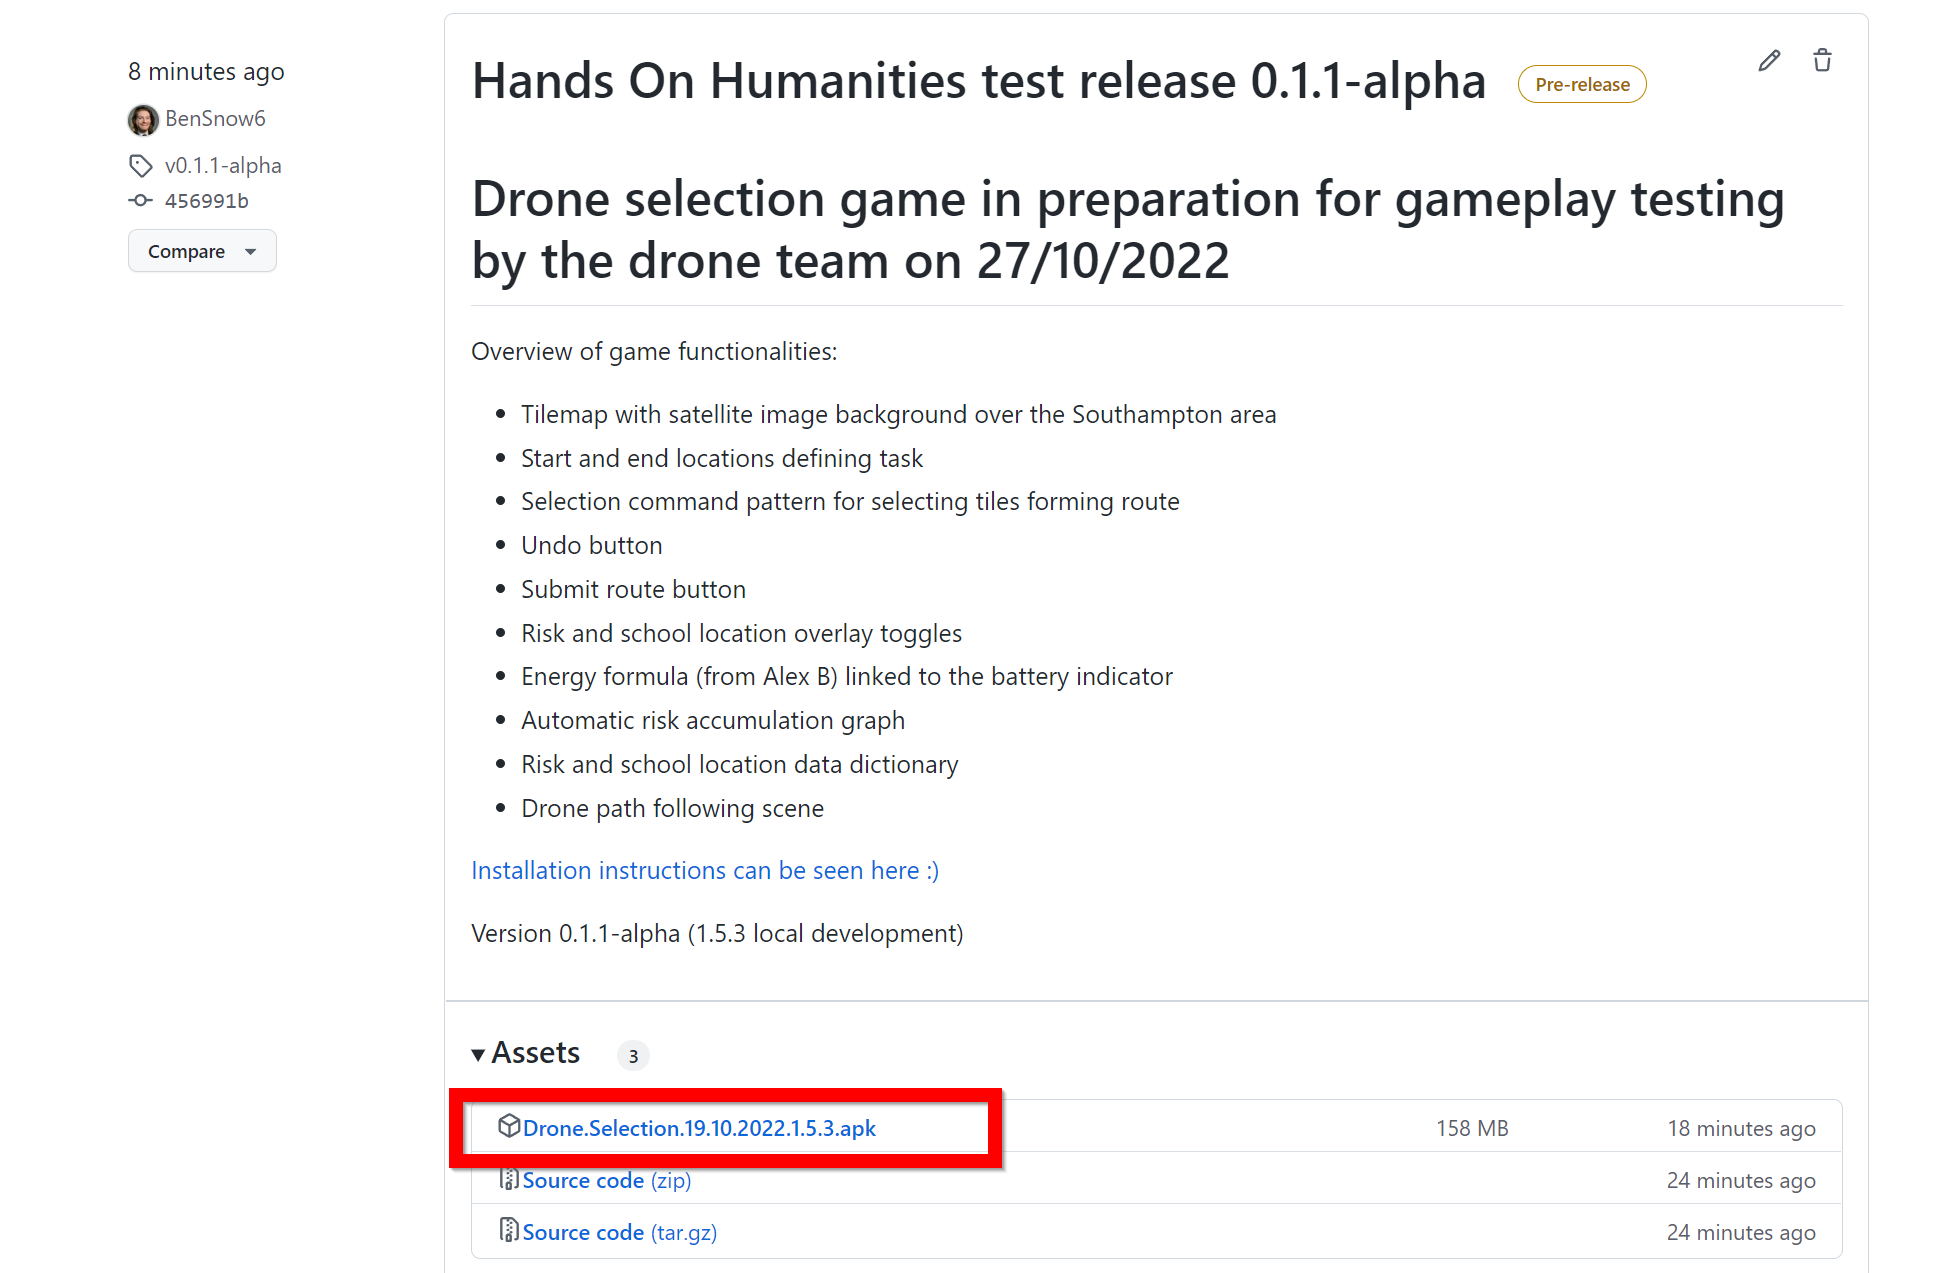 8 minutes ago
BenSnow6
v0.1.1-alpha
456991b
Compare
Hands On Humanities test release 0.1.1-alpha
Pre-release
Drone selection game in preparation for gameplay testing
by the drone team on 27/10/2022
Overview of game functionalities:
Tilemap with satellite image background over the Southampton area
Start and end locations defining task
Selection command pattern for selecting tiles forming route
Undo button
Submit route button
Risk and school location overlay toggles
Energy formula (from Alex B) linked to the battery indicator
Automatic risk accumulation graph
Risk and school location data dictionary
Drone path following scene
Installation instructions can be seen here :)
Version 0.1.1-alpha (1.5.3 local development)
Assets 3
Drone.Selection.19.10.2022.1.5.3.apk 158 MB 18 minutes ago
Source code (zip) 24 minutes ago
Source code (tar.gz) 24 minutes ago